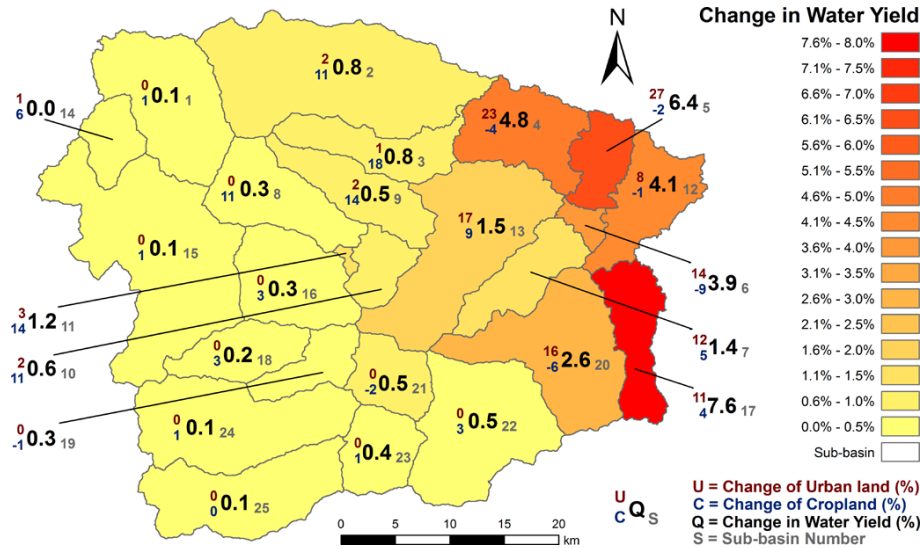 Change in Water Yield
7.6% - 8.0%
7.1% - 7.5%
6.6% - 7.0%
6.1% - 6.5%
5.6% - 6.0%
5.1% - 5.5%
4.6% - 5.0%
4.1% - 4.5%
3.6% - 4.0%
3.1% - 3.5%
2.6% - 3.0%
2.1% - 2.5%
1.6% - 2.0%
1.1% - 1.5%
0.6% - 1.0%
0.0% - 0.5%
Sub-basin
N
0 1 0.1 1
2 11 0.8 2
1 18 0.8 3
23 -4 4.8 4
27 -2 6.4 5
14 -9 3.9 6
12 5 1.4 7
0 11 0.3 8
2 14 0.5 9
2 11 0.6 10
3 14 1.2 11
8 -1 4.1 12
17 9 1.5 13
1 6 0.0 14
0 1 0.1 15
0 3 0.3 16
11 4 7.6 17
0 3 0.2 18
0 -1 0.3 19
16 -6 2.6 20
0 -2 0.5 21
0 3 0.5 22
0 1 0.4 23
0 1 0.1 24
0 0 0.1 25
U C Q S
U = Change of Urban land (%)
C = Change of Cropland (%)
Q = Change in Water Yield (%)
S = Sub-basin Number
0 5 10 15 20
km